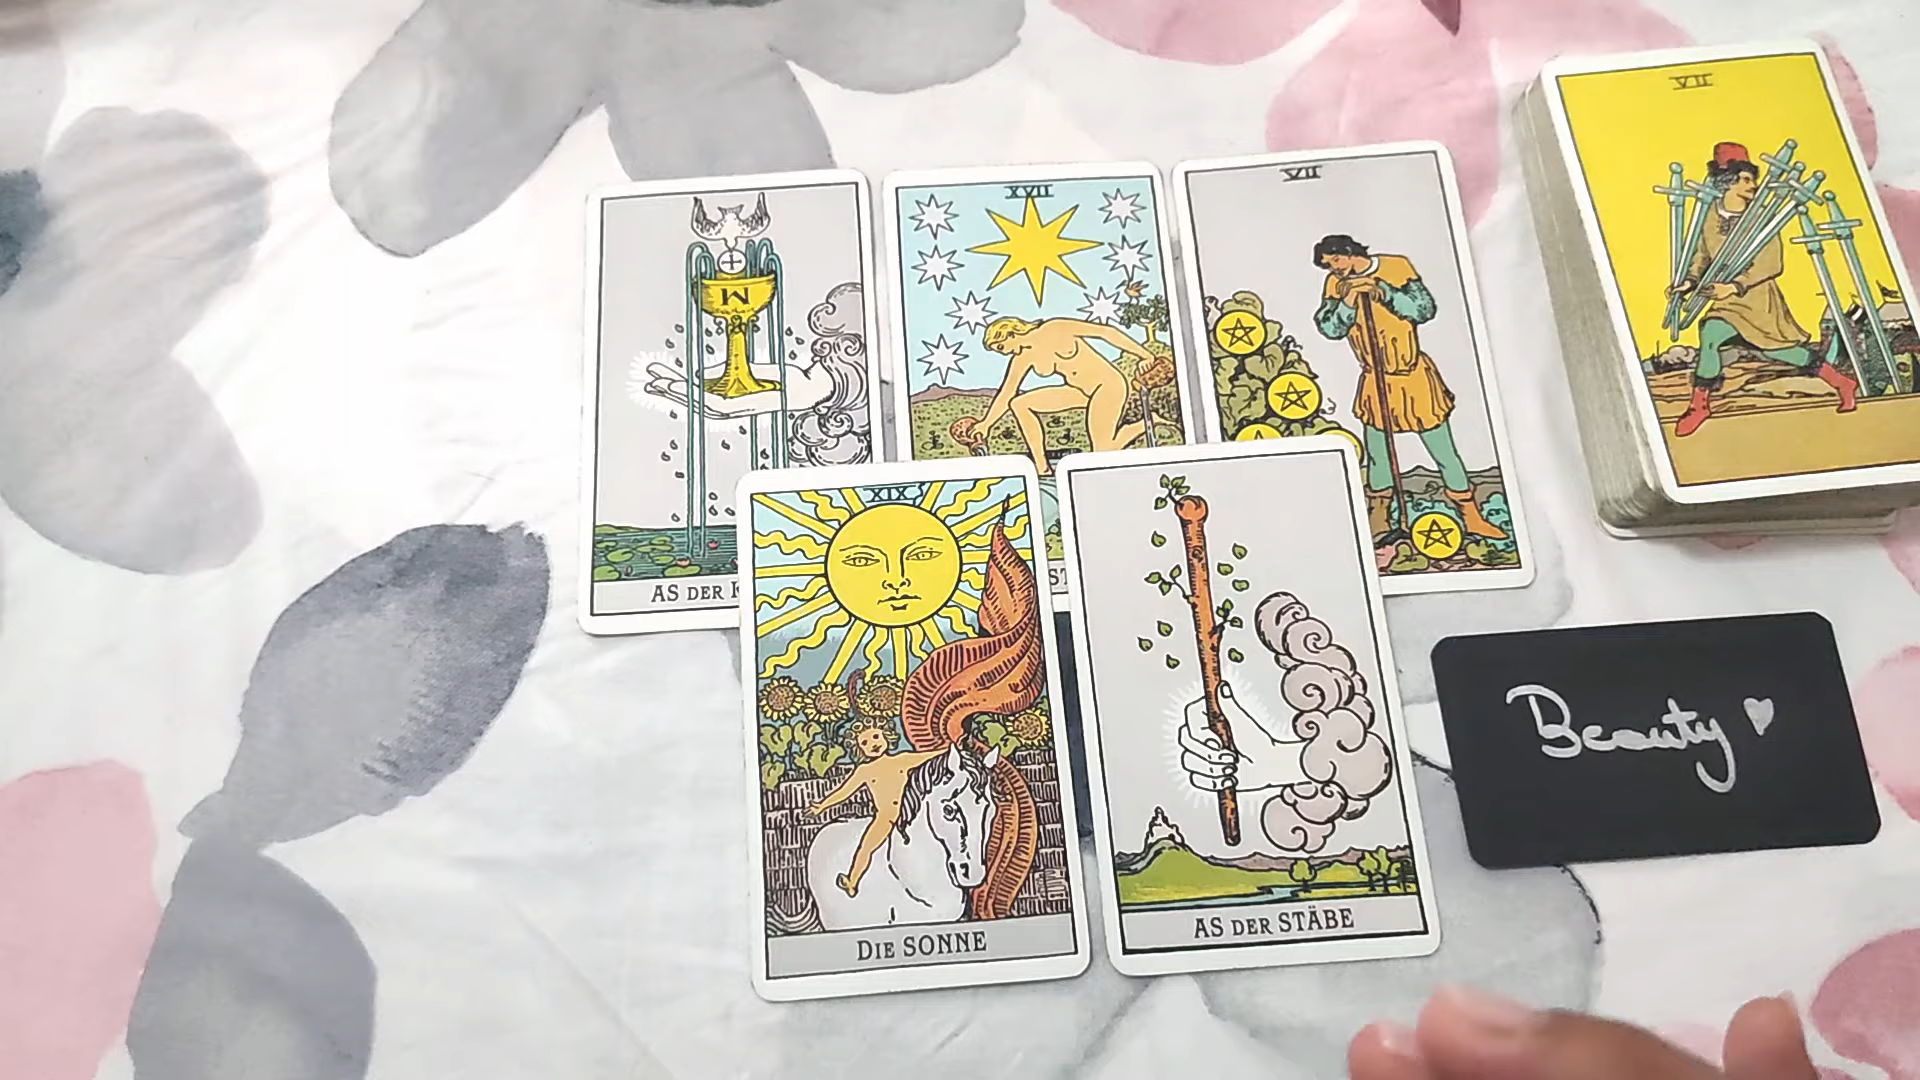 XVII
VII
VII
AS DER
XIX
DIE SONNE
AS DER STÄBE
Beauty ♥